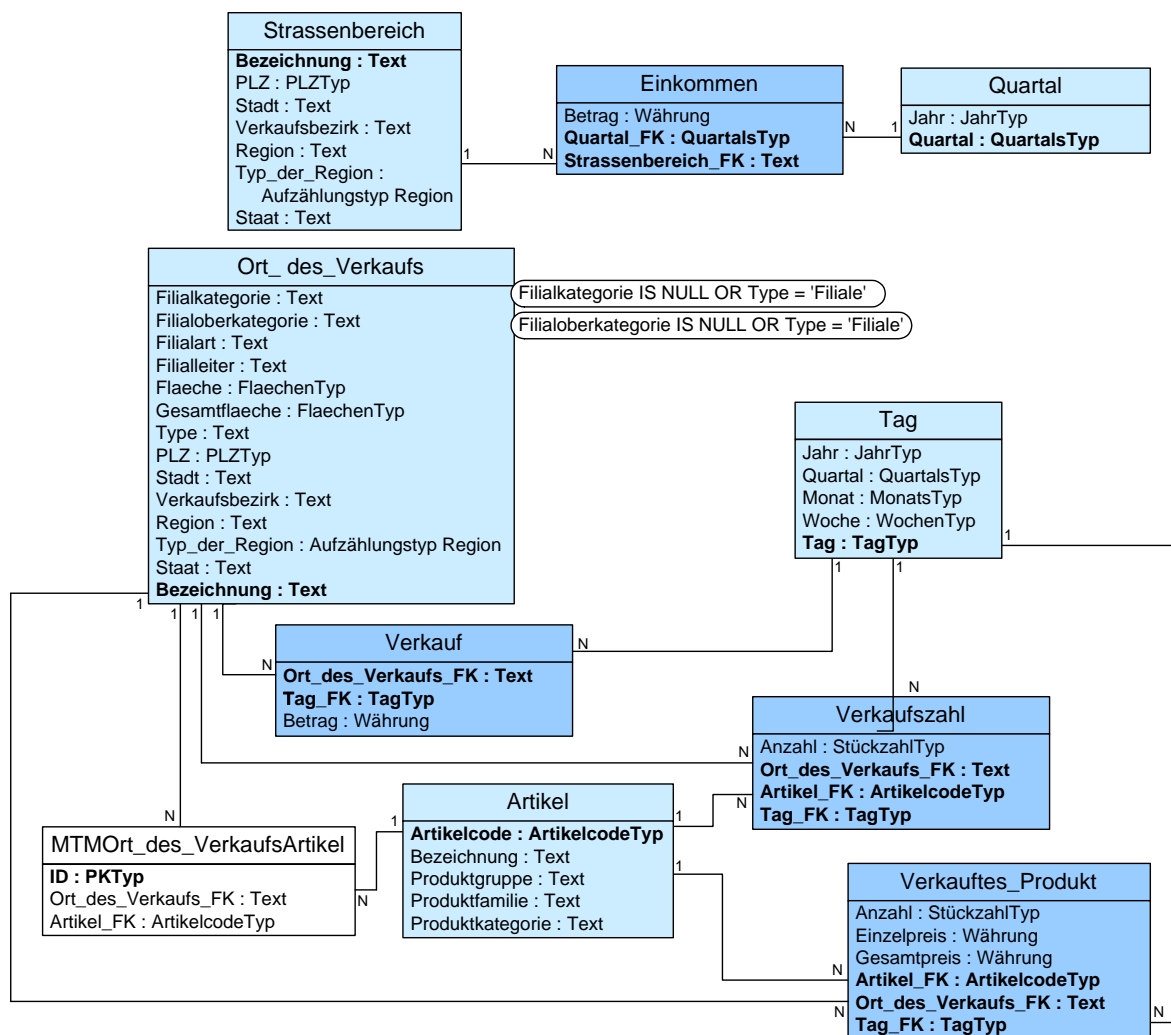 Strassenbereich
Bezeichnung : Text
PLZ : PLZTyp
Stadt : Text
Verkaufsbezirk : Text
Region : Text
Typ_der_Region :
Aufzählungstyp Region
Staat : Text
1
N
Einkommen
Betrag : Währung
Quartal_FK : QuartalsTyp
Strassenbereich_FK : Text
N
1
Quartal
Jahr : JahrTyp
Quartal : QuartalsTyp
Ort_ des_Verkaufs
Filialkategorie : Text
Filialoberkategorie : Text
Filialart : Text
Filialleiter : Text
Flaeche : FlaechenTyp
Gesamtflaeche : FlaechenTyp
Type : Text
PLZ : PLZTyp
Stadt : Text
Verkaufsbezirk : Text
Region : Text
Typ_der_Region : Aufzählungstyp Region
Staat : Text
Bezeichnung : Text
Filialkategorie IS NULL OR Type = 'Filiale'
Filialoberkategorie IS NULL OR Type = 'Filiale'
Tag
Jahr : JahrTyp
Quartal : QuartalsTyp
Monat : MonatsTyp
Woche : WochenTyp
Tag : TagTyp
1
1
1
1
1
1
1
N
Verkauf
Ort_des_Verkaufs_FK : Text
Tag_FK : TagTyp
Betrag : Währung
N
N
Verkaufszahl
Anzahl : StückzahlTyp
Ort_des_Verkaufs_FK : Text
Artikel_FK : ArtikelcodeTyp
Tag_FK : TagTyp
N
N
N
MTMOrt_des_VerkaufsArtikel
ID : PKTyp
Ort_des_Verkaufs_FK : Text
Artikel_FK : ArtikelcodeTyp
N
1
Artikel
Artikelcode : ArtikelcodeTyp
Bezeichnung : Text
Produktgruppe : Text
Produktfamilie : Text
Produktkategorie : Text
1
1
Verkauftes_Produkt
Anzahl : StückzahlTyp
Einzelpreis : Währung
Gesamtpreis : Währung
Artikel_FK : ArtikelcodeTyp
Ort_des_Verkaufs_FK : Text
Tag_FK : TagTyp
N
N
N